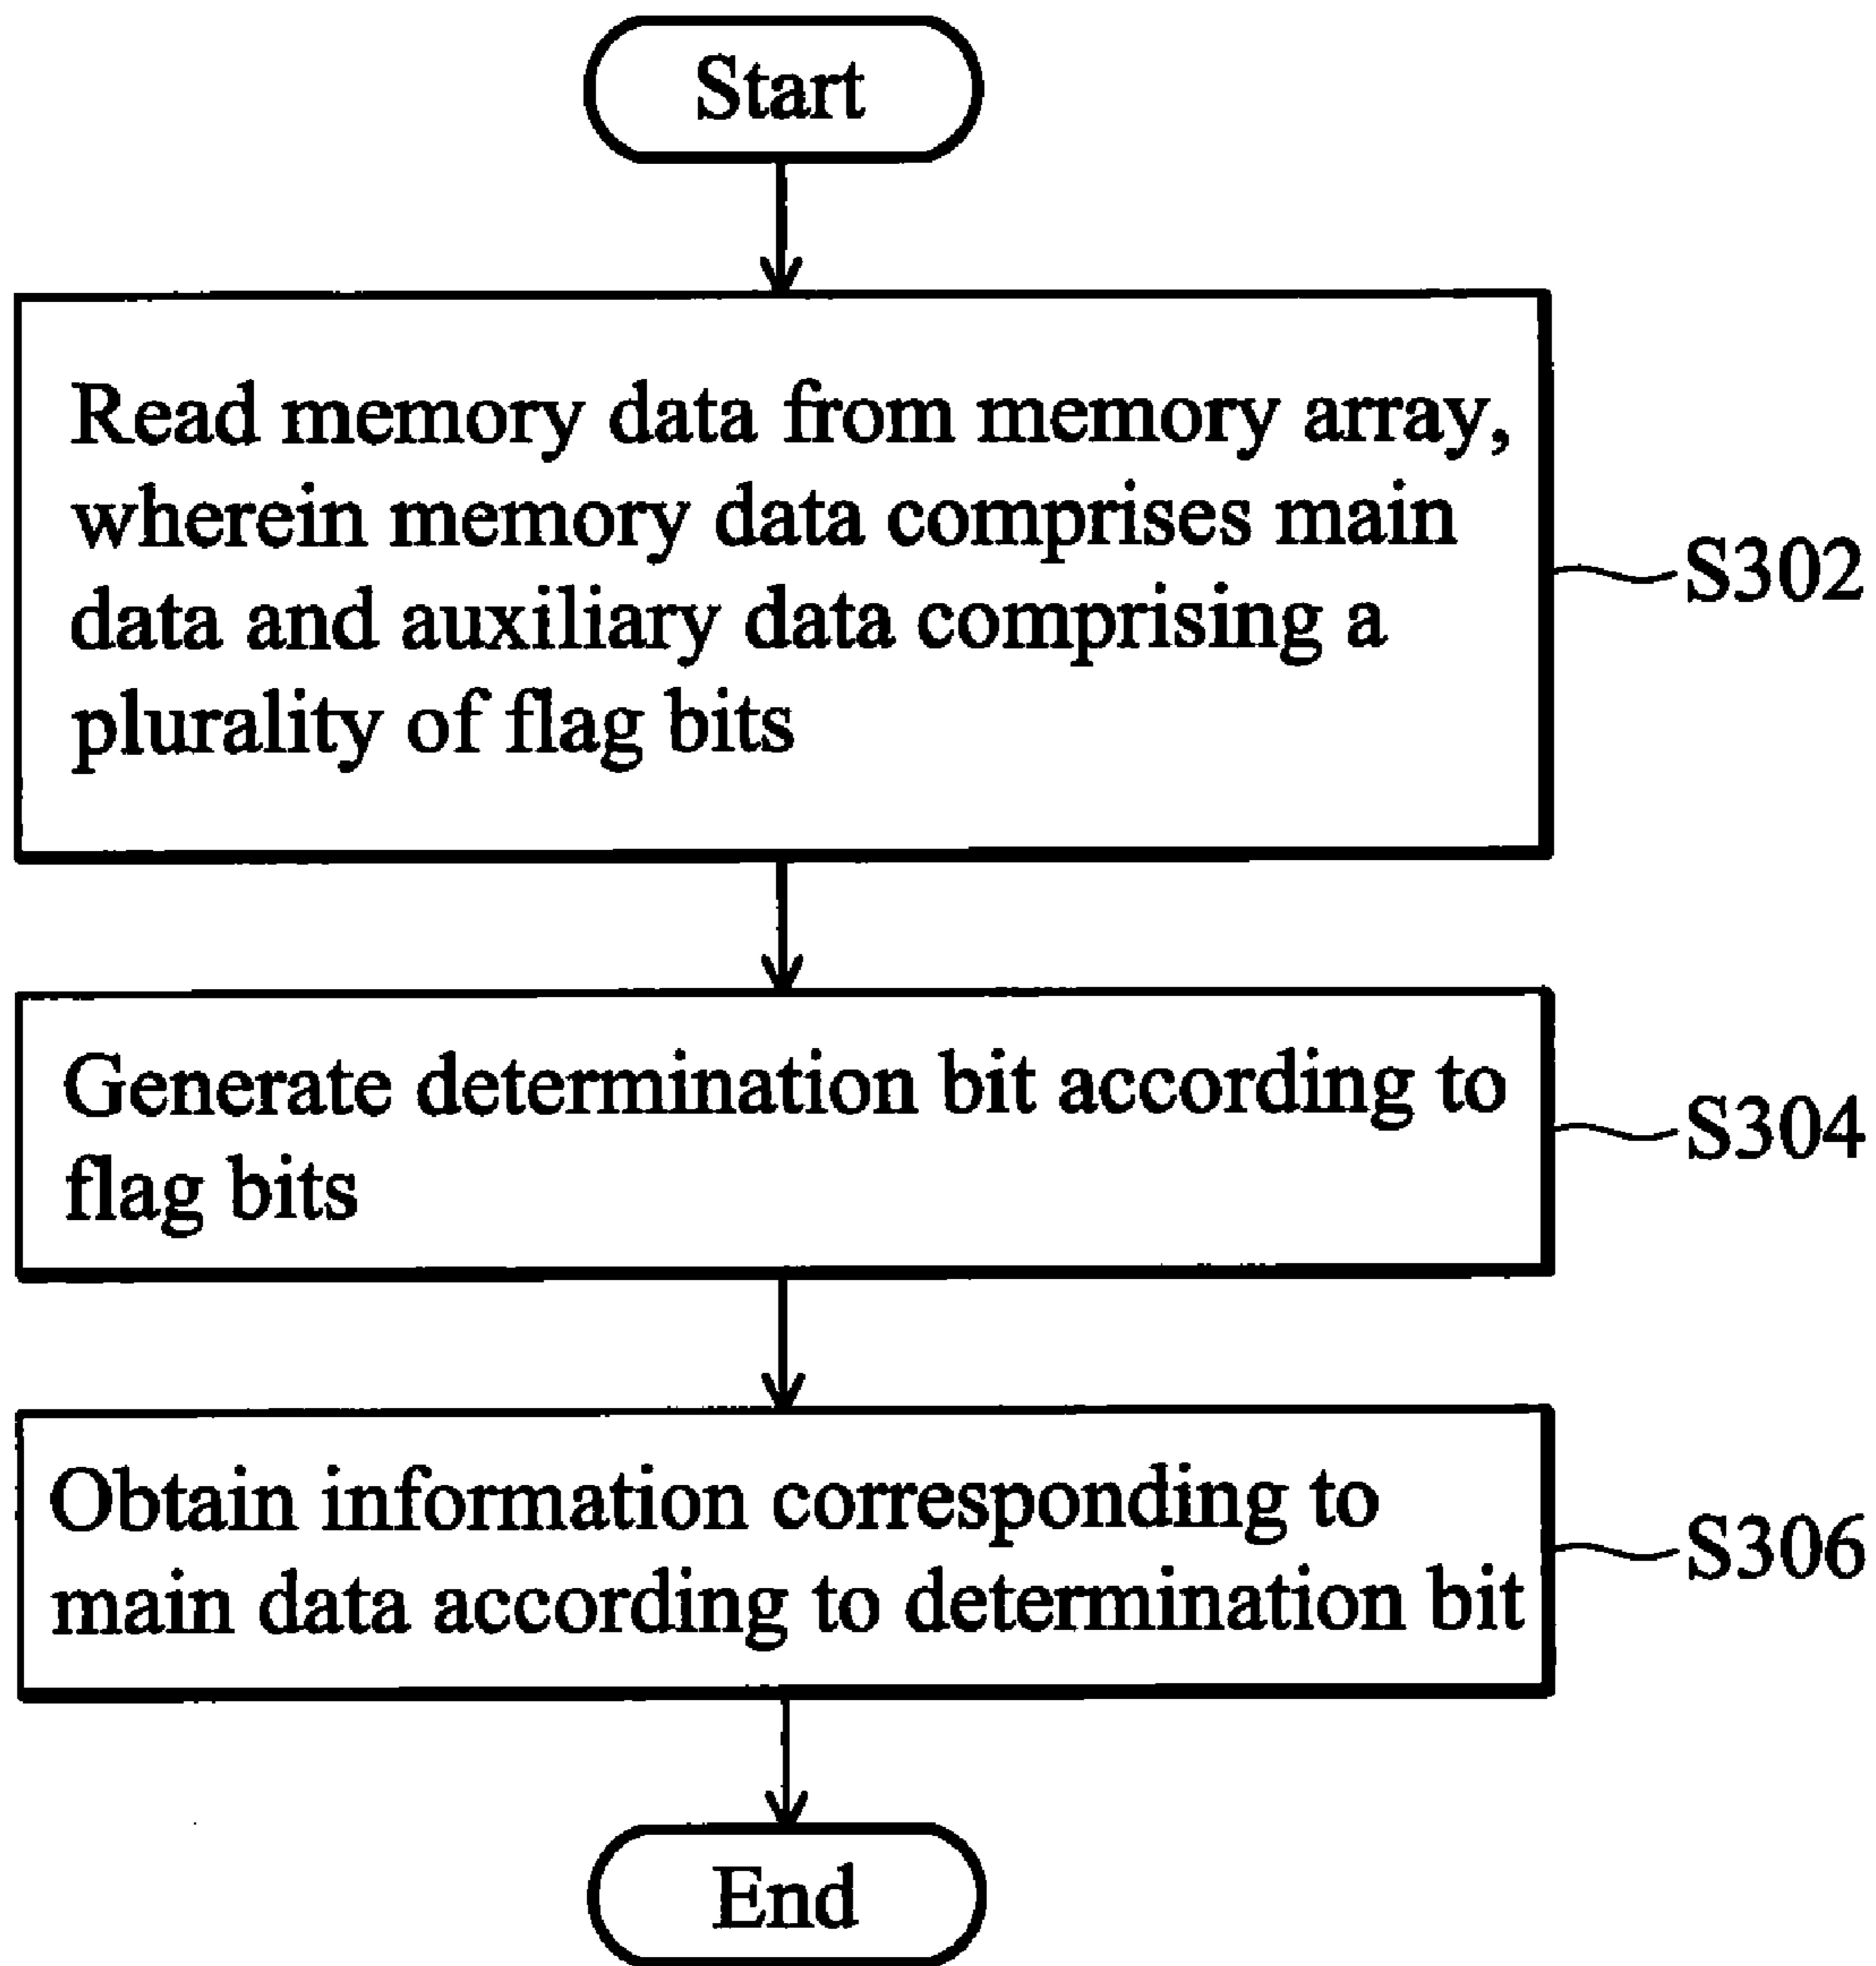 Start
Read memory data from memory array,
wherein memory data comprises main
data and auxiliary data comprising a
plurality of flag bits
S302
Generate determination bit according to
flag bits
S304
Obtain information corresponding to
main data according to determination bit
S306
End